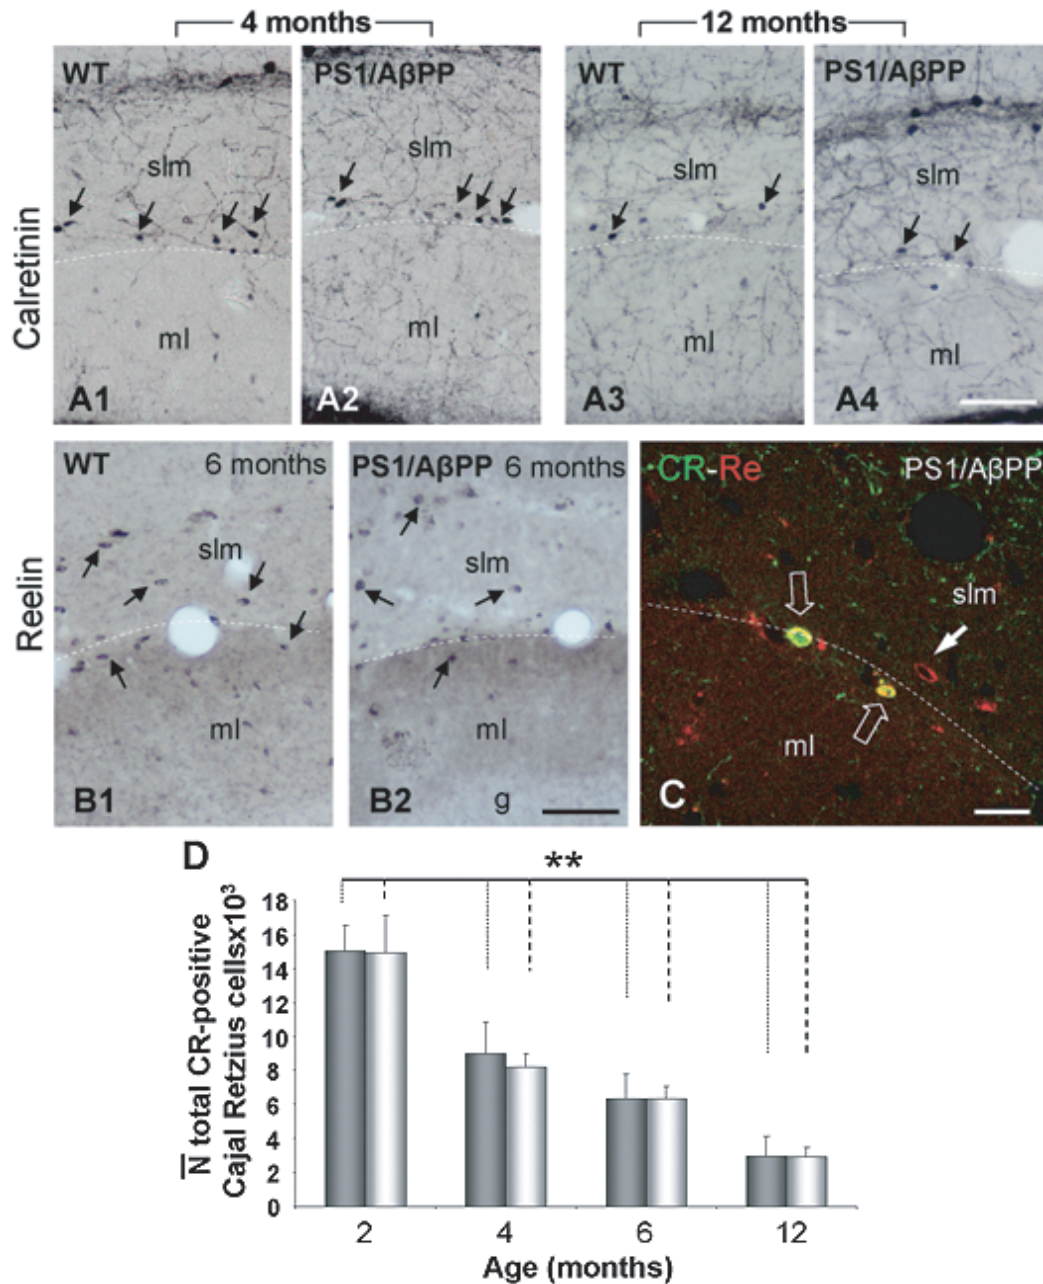 4 months
12 months
WT
PS1/AβPP
WT
PS1/AβPP
Calretinin
slm
slm
slm
slm
ml
ml
ml
ml
A1
A2
A3
A4
WT
6 months
PS1/AβPP 6 months
CR-Re
PS1/AβPP
Reelin
slm
slm
slm
ml
ml
ml
B1
B2
g
C
D
**
N̅ total CR-positive
Cajal Retzius cellsx10³
18
16
14
12
10
8
6
4
2
0
2
4
6
12
Age (months)